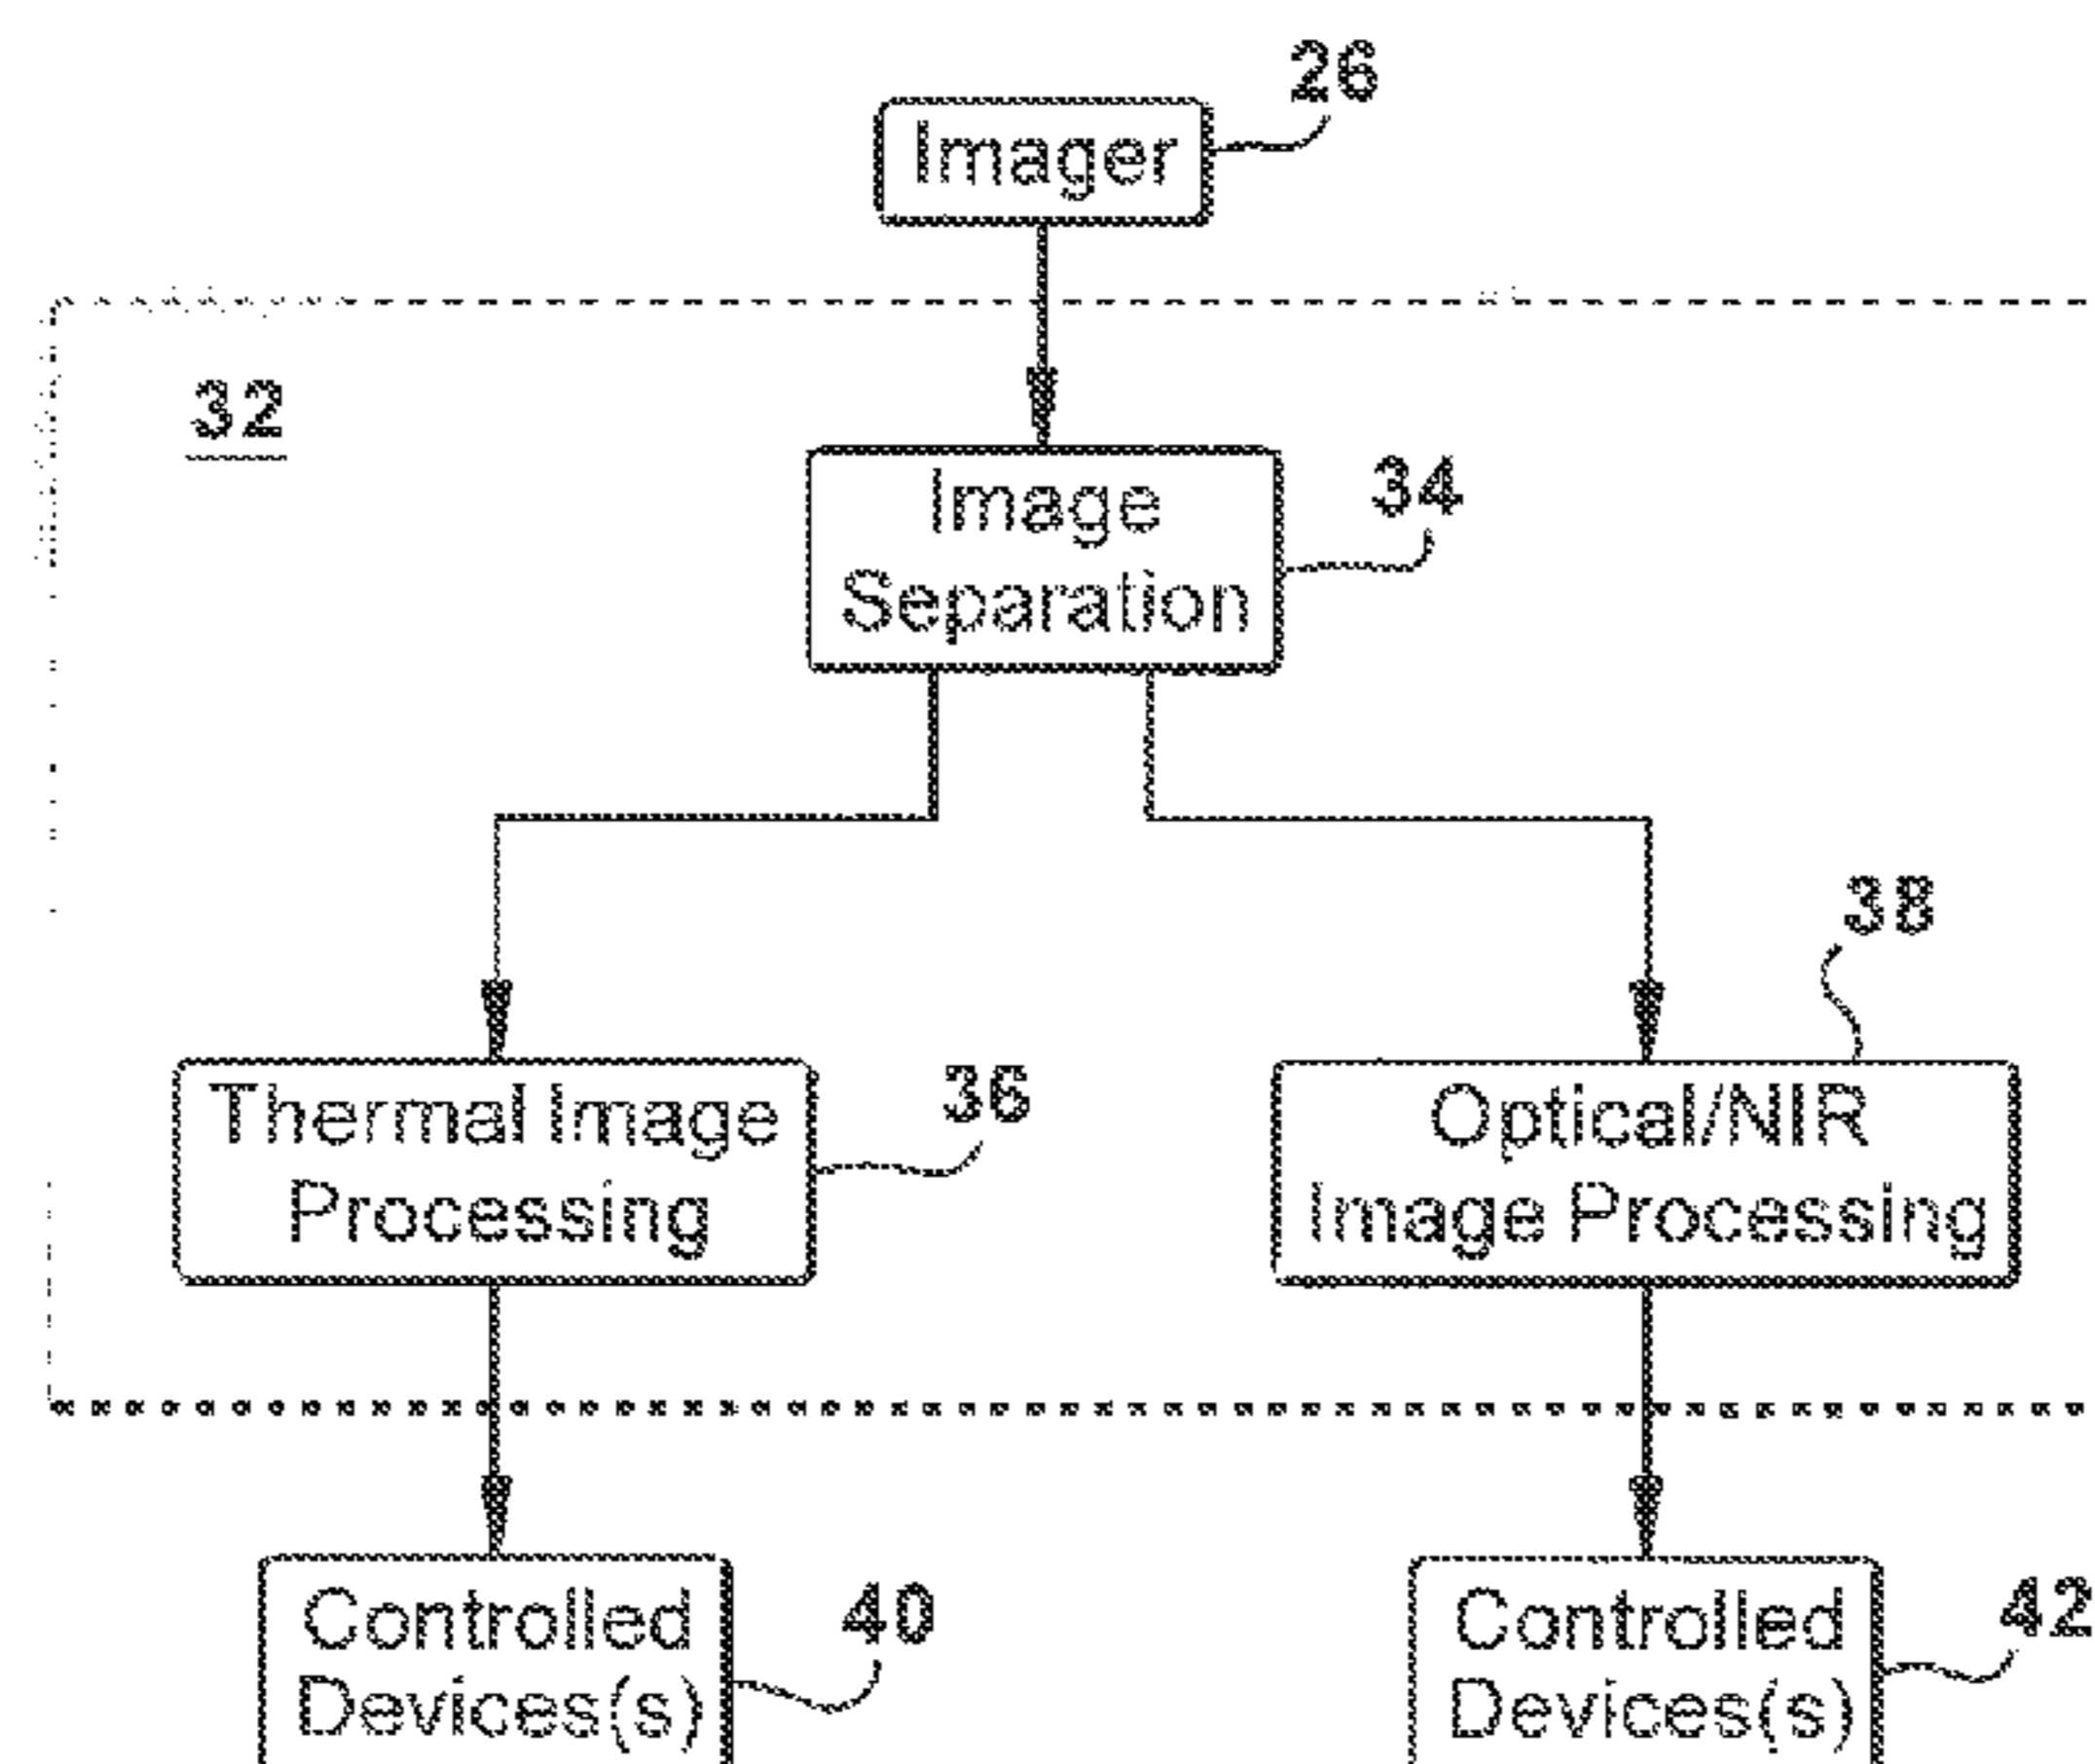 26
Imager
32
Image
Separation
34
38
Thermal Image
Processing
36
Optical/NIR
Image Processing
Controlled
Devices(s)
40
Controlled
Devices(s)
42